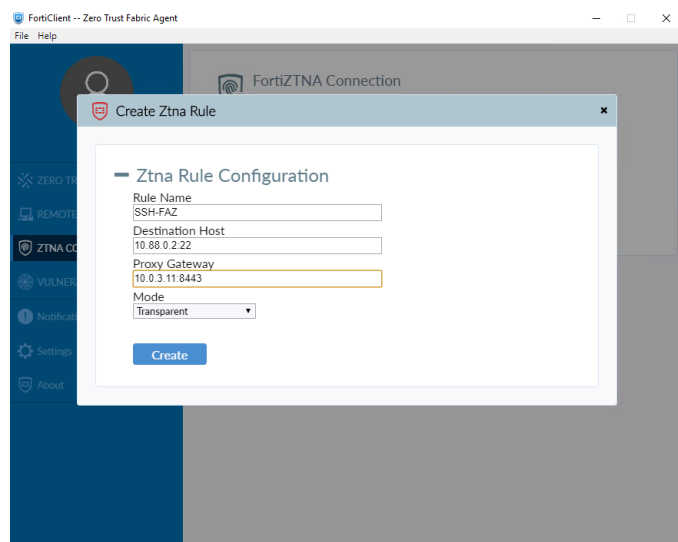 FortiClient -- Zero Trust Fabric Agent
File Help
FortiZTNA Connection
Create Ztna Rule
Ztna Rule Configuration
Rule Name
SSH-FAZ
Destination Host
10.88.0.2:22
Proxy Gateway
10.0.3.11:8443
Mode
Transparent
Create
ZERO TR
REMOTE
ZTNA CO
VULNER
Notificati
Settings
About